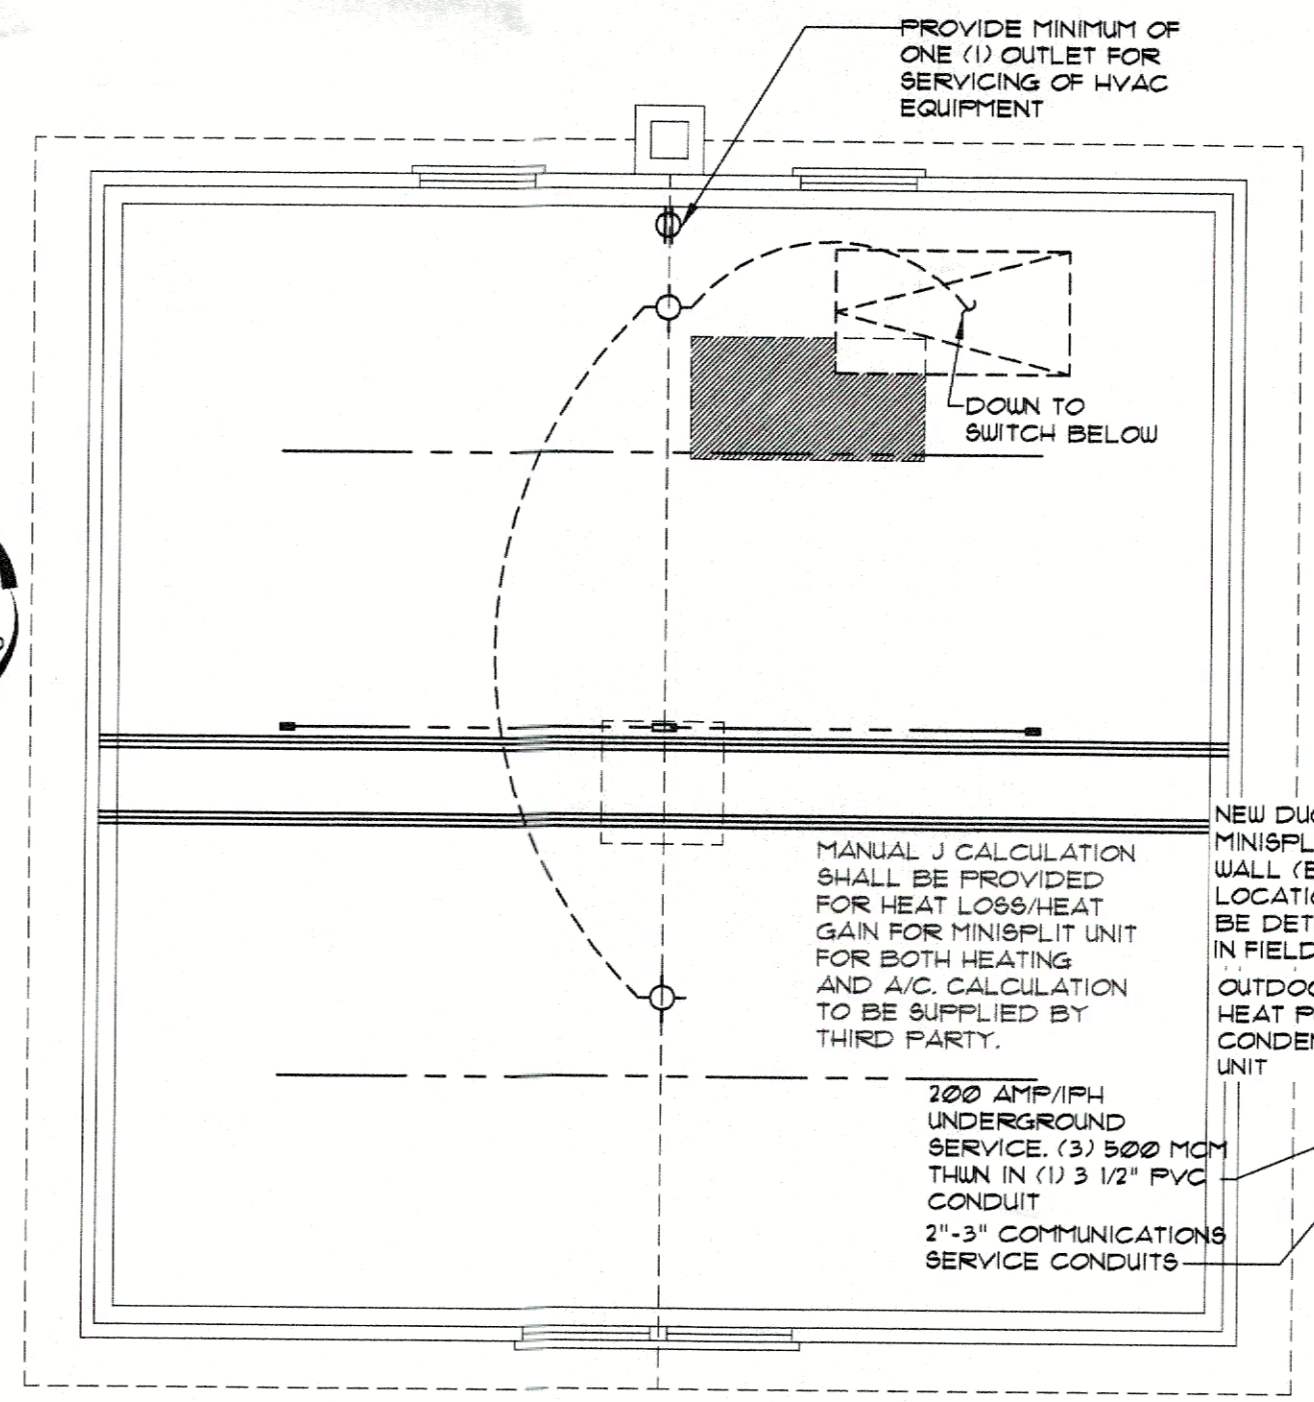 PROVIDE MINIMUM OF
ONE (1) OUTLET FOR
SERVICING OF HVAC
EQUIPMENT
DOWN TO
SWITCH BELOW
MANUAL J CALCULATION
SHALL BE PROVIDED
FOR HEAT LOSS/HEAT
GAIN FOR MINISPLIT UNIT
FOR BOTH HEATING
AND A/C. CALCULATION
TO BE SUPPLIED BY
THIRD PARTY.
NEW
WALL
BE
IN FIELD
HEAT
UNIT
200 AMP/1PH
UNDERGROUND
SERVICE. (3) 500 MCM
THWN IN (1) 3 1/2" PVC
CONDUIT
2"-3" COMMUNICATIONS
SERVICE CONDUITS